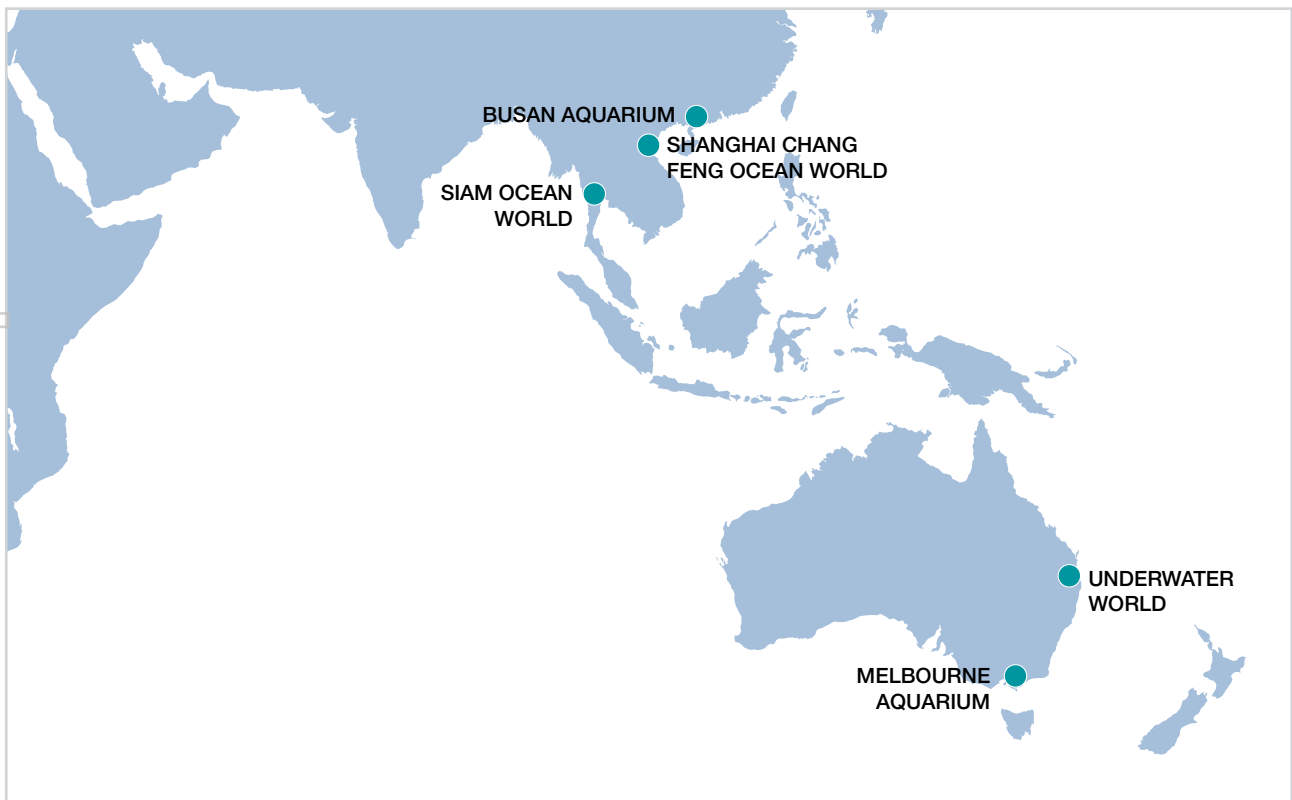 BUSAN AQUARIUM
SHANGHAI CHANG
FENG OCEAN WORLD
SIAM OCEAN
WORLD
UNDERWATER
WORLD
MELBOURNE
AQUARIUM